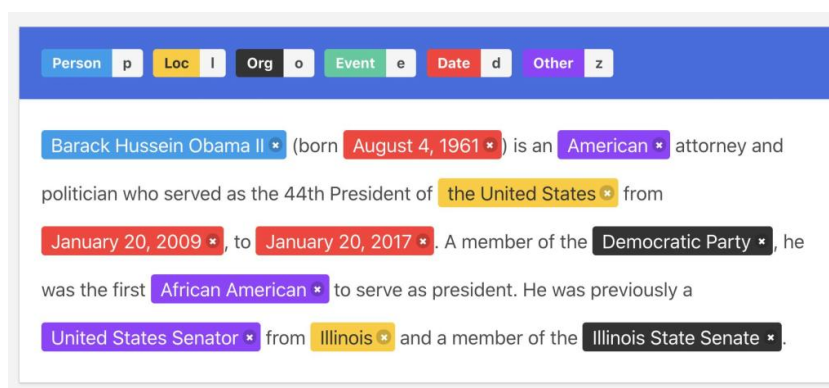 Person p Loc l Org o Event e Date d Other z
Barack Hussein Obama II × (born August 4, 1961 ×) is an American × attorney and
politician who served as the 44th President of the United States × from
January 20, 2009 ×, to January 20, 2017 ×. A member of the Democratic Party ×, he
was the first African American × to serve as president. He was previously a
United States Senator × from Illinois × and a member of the Illinois State Senate ×.